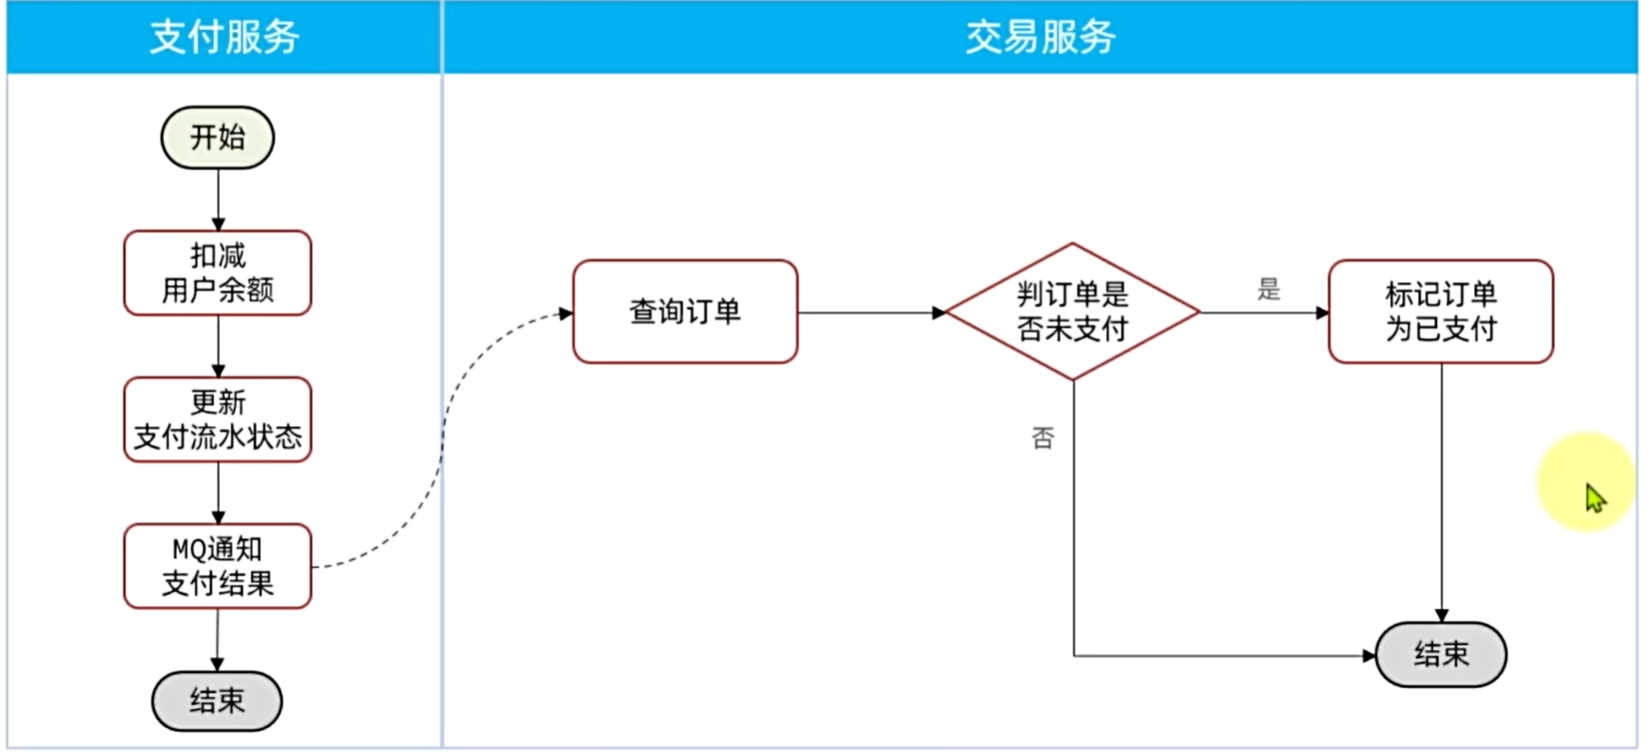 支付服务
交易服务
开始
扣减
用户余额
更新
支付流水状态
MQ通知
支付结果
结束
查询订单
判订单是
否未支付
是
否
标记订单
为已支付
结束